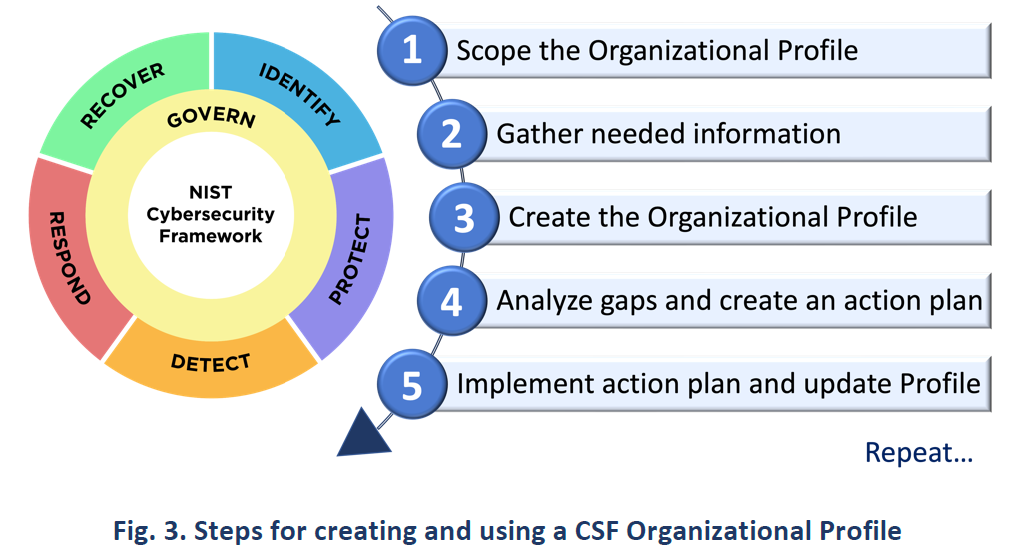 RECOVER
IDENTIFY
GOVERN
NIST
Cybersecurity
Framework
RESPOND
PROTECT
DETECT
1 Scope the Organizational Profile
2 Gather needed information
3 Create the Organizational Profile
4 Analyze gaps and create an action plan
5 Implement action plan and update Profile
Repeat...
Fig. 3. Steps for creating and using a CSF Organizational Profile